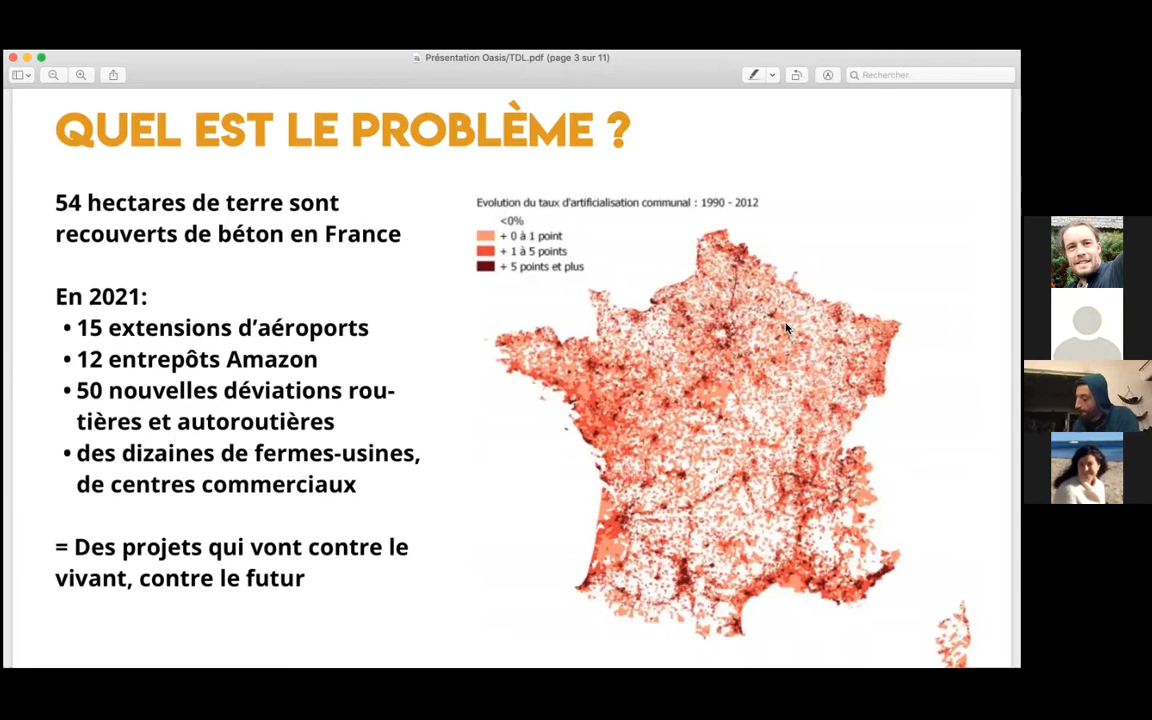 Présentation Oasis/TDL.pdf (page 3 sur 11)
Rechercher
QUEL EST LE PROBLÈME ?
54 hectares de terre sont
recouverts de béton en France
En 2021:
• 15 extensions d’aéroports
• 12 entrepôts Amazon
• 50 nouvelles déviations rou-
tières et autoroutières
• des dizaines de fermes-usines,
de centres commerciaux
= Des projets qui vont contre le
vivant, contre le futur
Evolution du taux d'artificialisation communal : 1990 - 2012
<0%
+ 0 à 1 point
+ 1 à 5 points
+ 5 points et plus